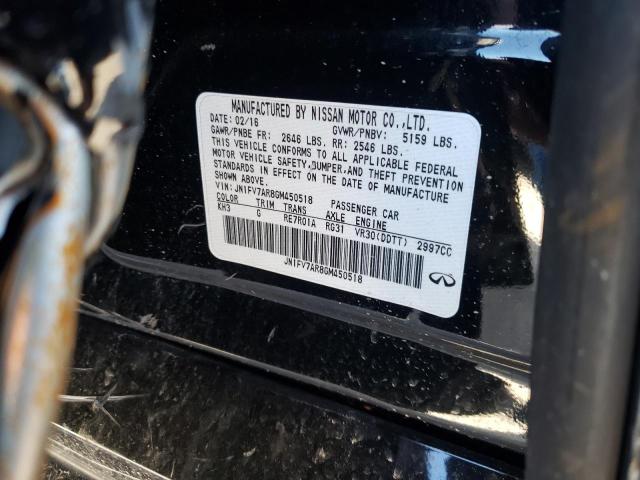 MANUFACTURED BY NISSAN MOTOR CO.,LTD.
DATE: 02/16 GVWR/PNBV: 5159 LBS.
GAWR/PNBE FR: 2646 LBS. RR: 2546 LBS.
THIS VEHICLE CONFORMS TO ALL APPLICABLE FEDERAL
MOTOR VEHICLE SAFETY,BUMPER,AND THEFT PREVENTION
STANDARDS IN EFFECT ON THE DATE OF MANUFACTURE
SHOWN ABOVE.
VIN:JN1FV7AR8GM450518 PASSENGER CAR
COLOR TRIM TRANS AXLE ENGINE
KH3 G RE7R01A RG31 VR30(DDTT) 2997CC
JN1FV7AR8GM450518